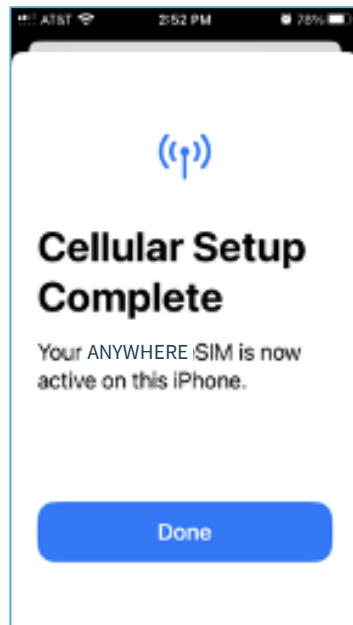 AT&T 2:52 PM 78%
Cellular Setup
Complete
Your ANYWHERE SIM is now
active on this iPhone.
Done